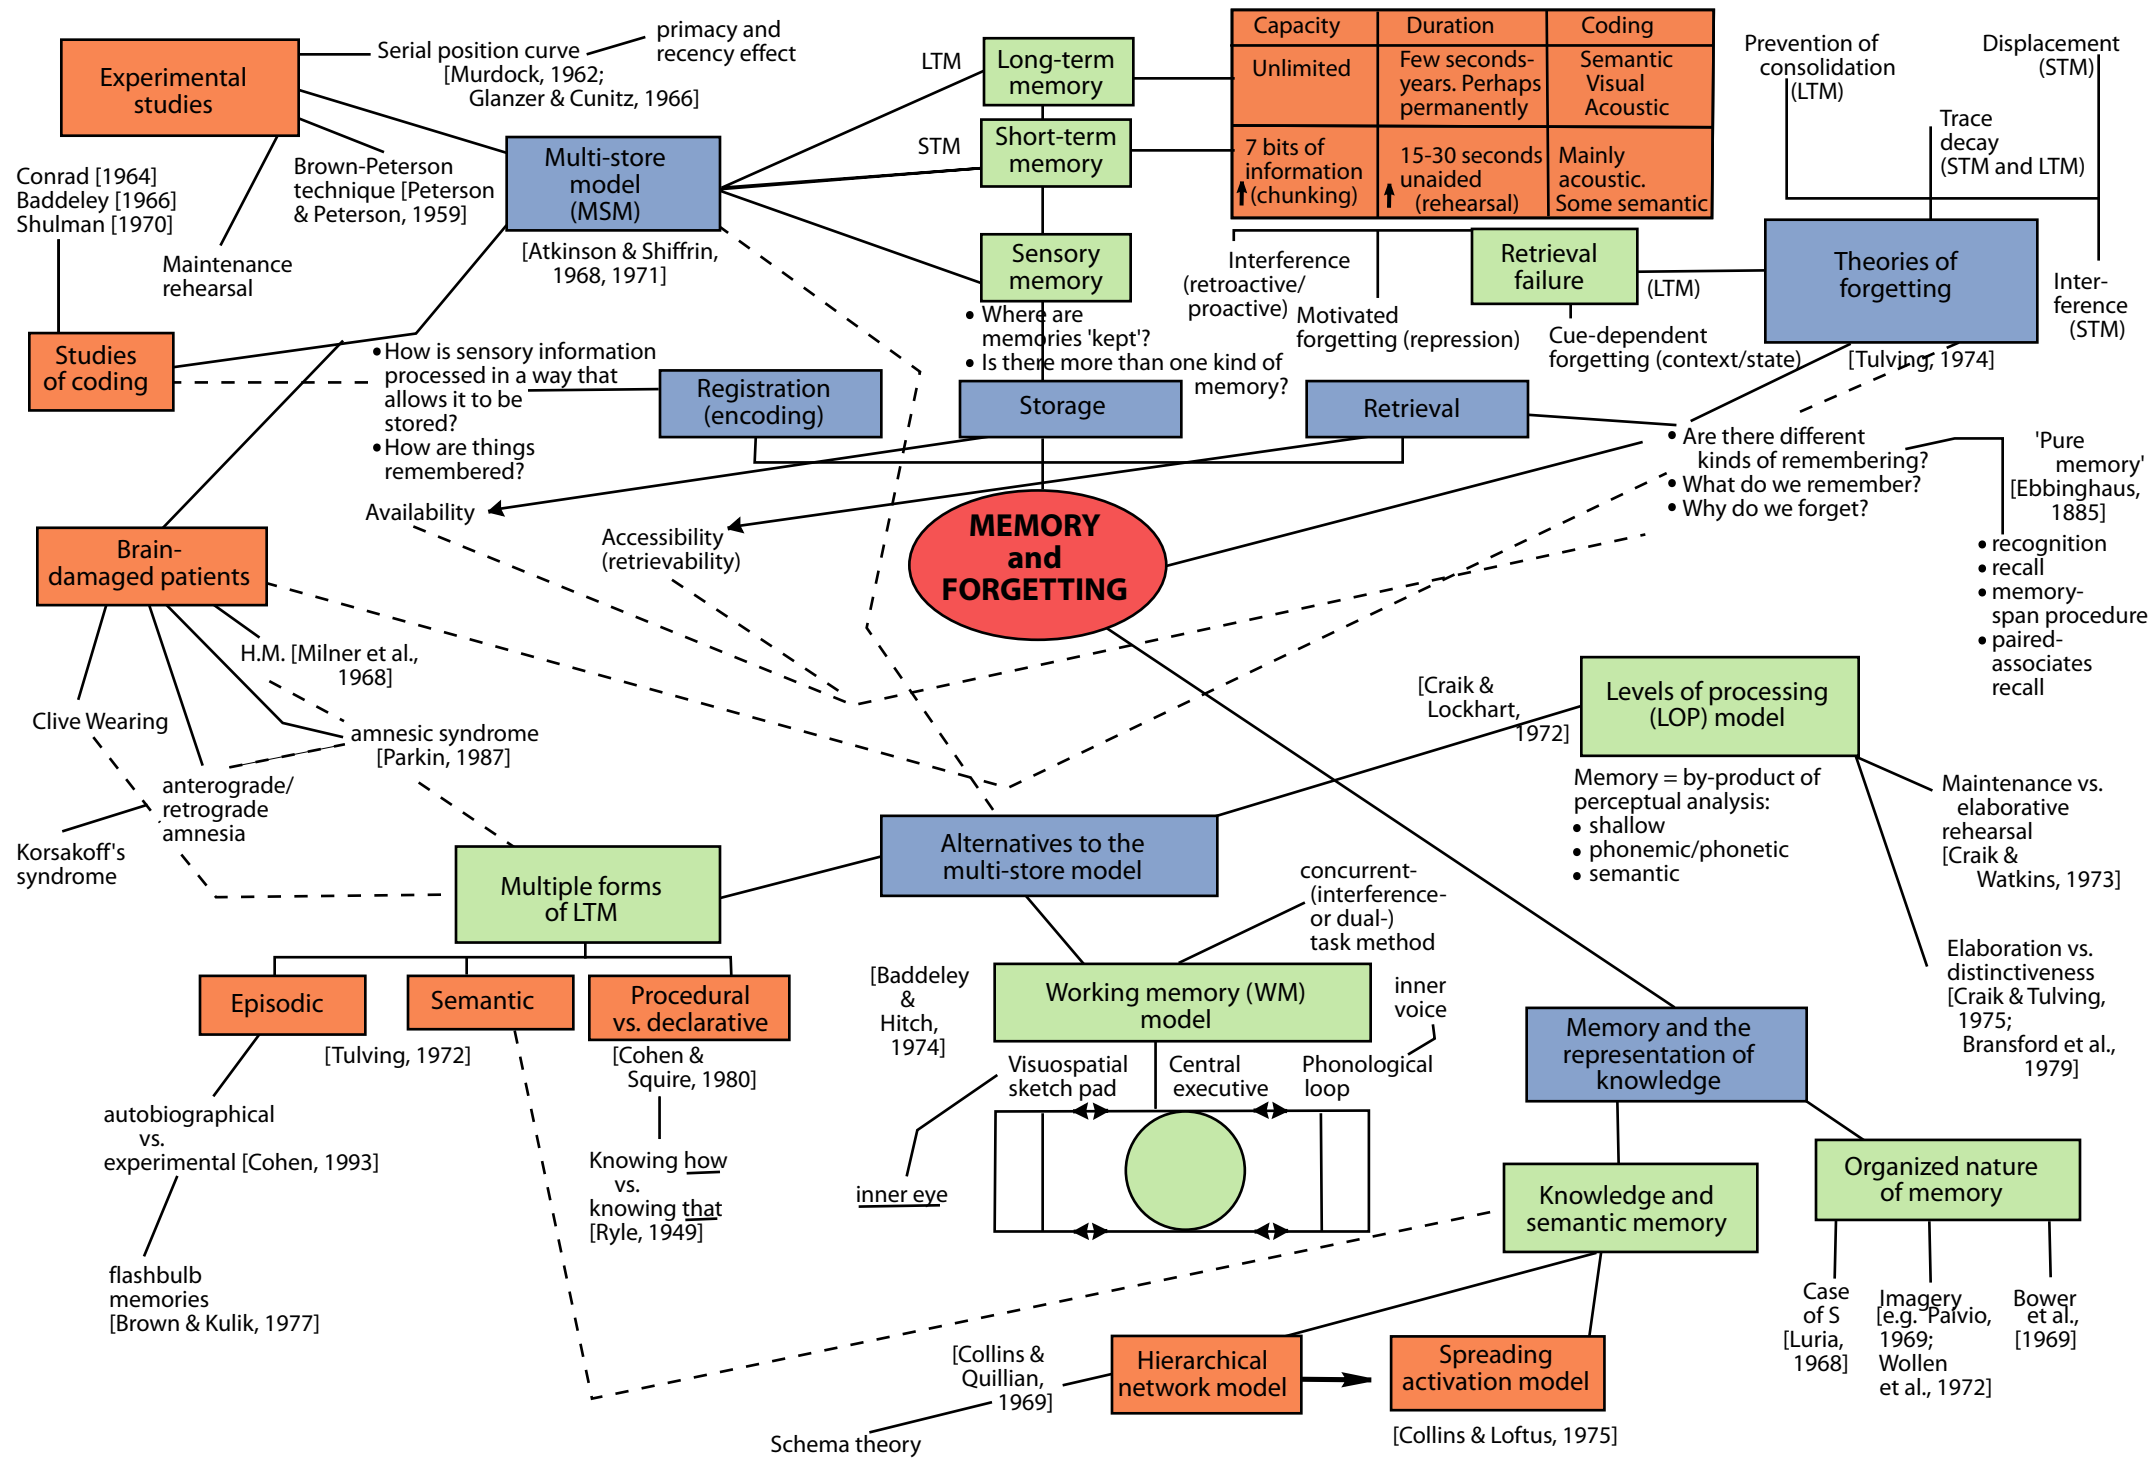 Experimental
studies
Serial position curve
[Murdock, 1962;
Glanzer & Cunitz, 1966]
primacy and
recency effect
Brown-Peterson
technique [Peterson
& Peterson, 1959]
Maintenance
rehearsal
Conrad [1964]
Baddeley [1966]
Shulman [1970]
Studies
of coding
Multi-store
model
(MSM)
[Atkinson & Shiffrin,
1968, 1971]
LTM
Long-term
memory
STM
Short-term
memory
Sensory
memory
Capacity
Duration
Coding
Unlimited
Few seconds-
years. Perhaps
permanently
Semantic
Visual
Acoustic
7 bits of
information
(chunking)
15-30 seconds
unaided
(rehearsal)
Mainly
acoustic.
Some semantic
Prevention of
consolidation
(LTM)
Displacement
(STM)
Trace
decay
(STM and LTM)
Theories of
forgetting
Inter-
ference
(STM)
[Tulving, 1974]
Retrieval
failure
(LTM)
Interference
(retroactive/
proactive)
Motivated
forgetting (repression)
Cue-dependent
forgetting (context/state)
• Where are
memories 'kept'?
• Is there more than one kind of
memory?
• How is sensory information
processed in a way that
allows it to be
stored?
• How are things
remembered?
Registration
(encoding)
Storage
Retrieval
• Are there different
kinds of remembering?
• What do we remember?
• Why do we forget?
'Pure
memory'
[Ebbinghaus,
1885]
• recognition
• recall
• memory-
span procedure
• paired-
associates
recall
Availability
Accessibility
(retrievability)
MEMORY
and
FORGETTING
Brain-
damaged patients
H.M. [Milner et al.,
1968]
Clive Wearing
amnesic syndrome
[Parkin, 1987]
anterograde/
retrograde
amnesia
Korsakoff's
syndrome
[Craik &
Lockhart,
1972]
Levels of processing
(LOP) model
Memory = by-product of
perceptual analysis:
• shallow
• phonemic/phonetic
• semantic
Maintenance vs.
elaborative
rehearsal
[Craik &
Watkins, 1973]
Elaboration vs.
distinctiveness
[Craik & Tulving,
1975;
Bransford et al.,
1979]
Alternatives to the
multi-store model
Multiple forms
of LTM
Episodic
Semantic
Procedural
vs. declarative
[Tulving, 1972]
[Cohen &
Squire, 1980]
autobiographical
vs.
experimental [Cohen, 1993]
Knowing how
vs.
knowing that
[Ryle, 1949]
flashbulb
memories
[Brown & Kulik, 1977]
concurrent-
(interference-
or dual-)
task method
[Baddeley
&
Hitch,
1974]
Working memory (WM)
model
inner
voice
Visuospatial
sketch pad
Central
executive
Phonological
loop
inner eye
Memory and the
representation of
knowledge
Knowledge and
semantic memory
Organized nature
of memory
Case
of S
[Luria,
1968]
Imagery
[e.g. Paivio,
1969;
Wollen
et al., 1972]
Bower
et al.,
[1969]
[Collins &
Quillian,
1969]
Hierarchical
network model
Spreading
activation model
[Collins & Loftus, 1975]
Schema theory